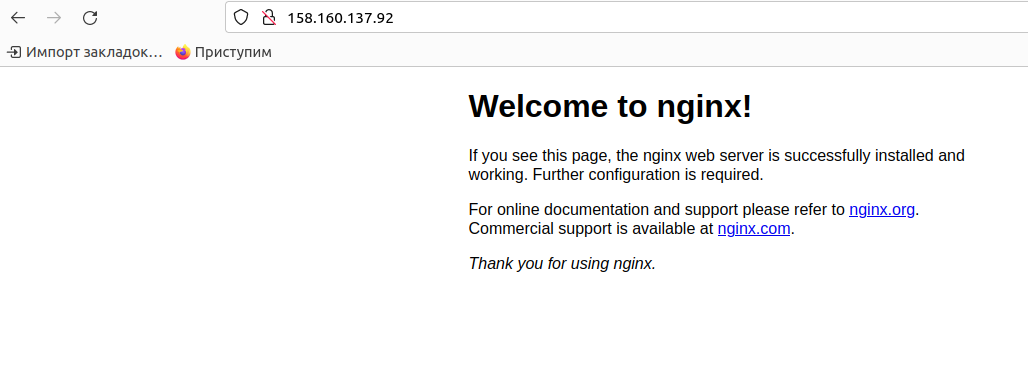 158.160.137.92
Импорт закладок…
Приступим
Welcome to nginx!
If you see this page, the nginx web server is successfully installed and
working. Further configuration is required.
For online documentation and support please refer to nginx.org.
Commercial support is available at nginx.com.
Thank you for using nginx.